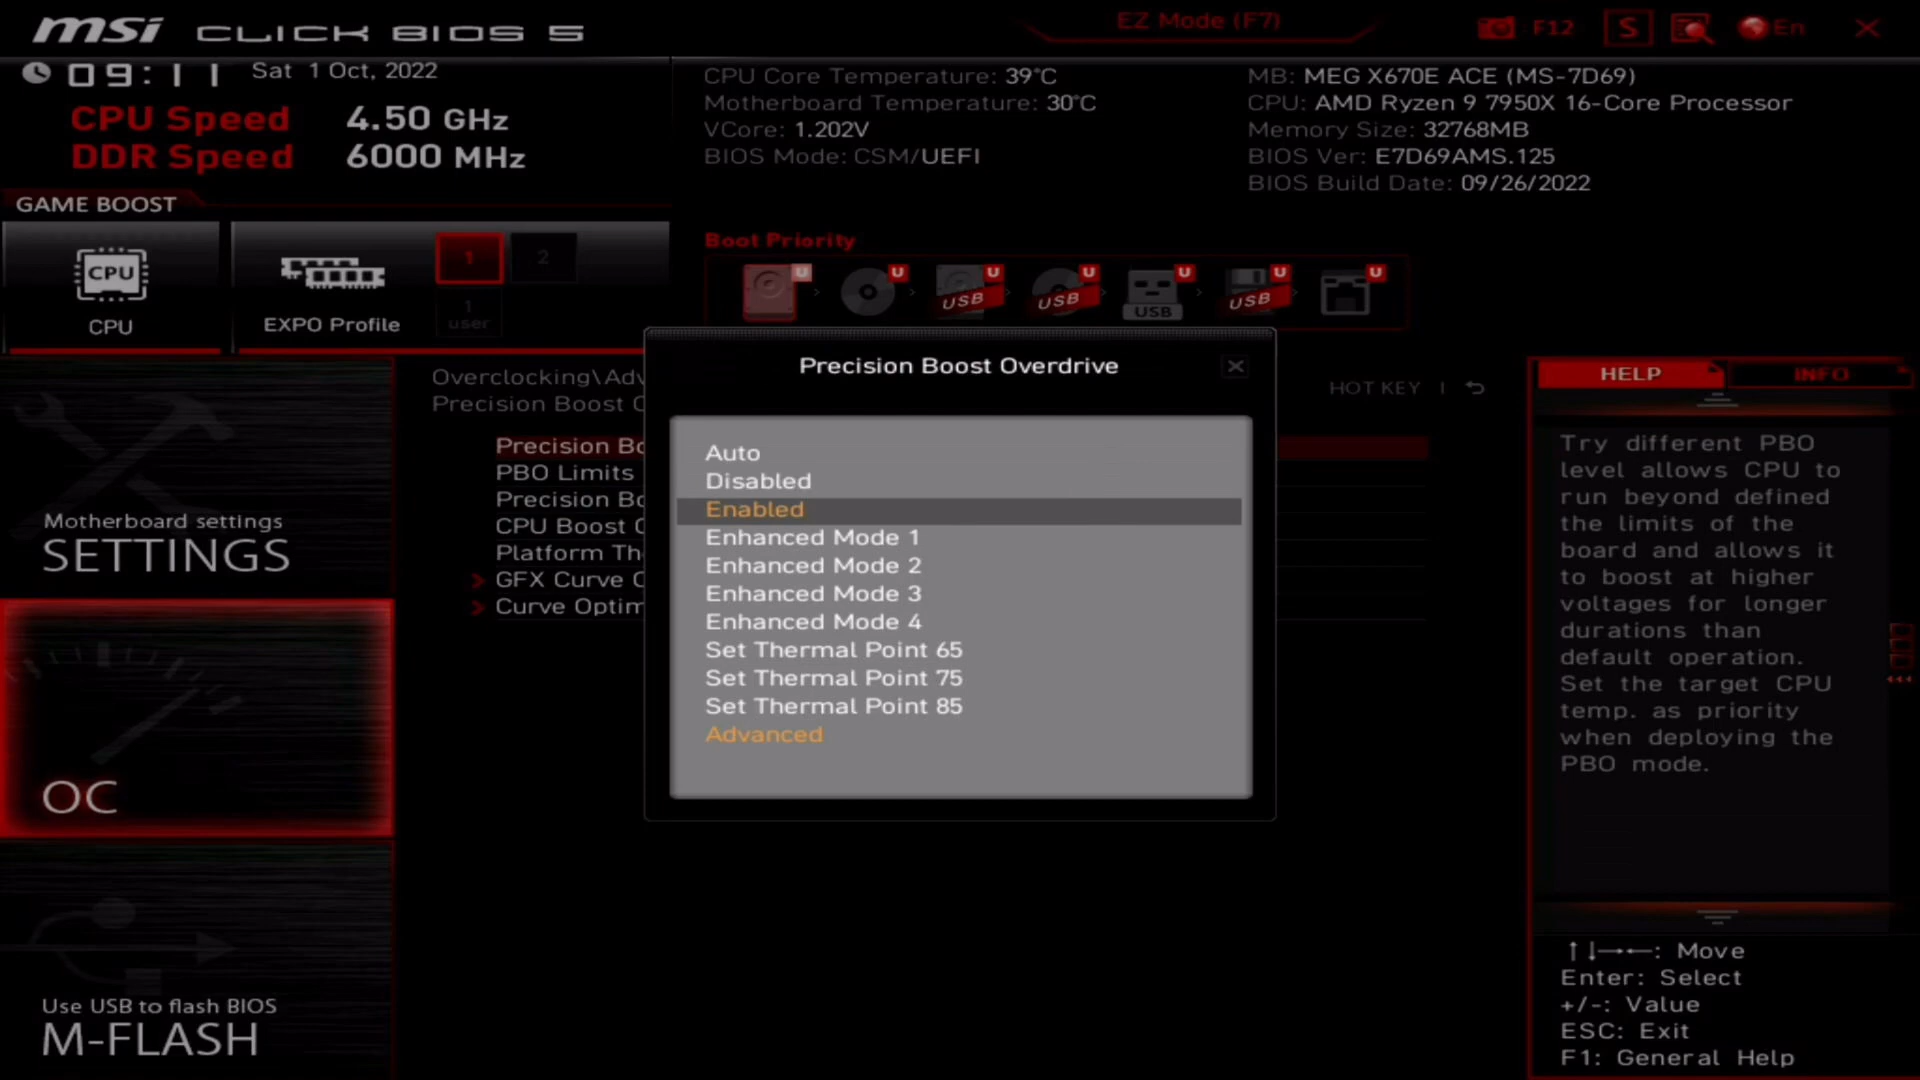 msi CLICK BIOS 5
EZ Mode (F7)
F12
S
En
09:11 Sat 1 Oct, 2022
CPU Speed 4.50 GHz
DDR Speed 6000 MHz
CPU Core Temperature: 39°C
Motherboard Temperature: 30°C
VCore: 1.202V
BIOS Mode: CSM/UEFI
MB: MEG X670E ACE (MS-7D69)
CPU: AMD Ryzen 9 7950X 16-Core Processor
Memory Size: 32768MB
BIOS Ver: E7D69AMS.125
BIOS Build Date: 09/26/2022
GAME BOOST
CPU
CPU
EXPO Profile
1 2
1
user
Boot Priority
U U U U U U U
USB USB USB USB
Motherboard settings
SETTINGS
OC
Use USB to flash BIOS
M-FLASH
Overclocking\Adv
Precision Boost O
HOT KEY |
Precision Bo
PBO Limits
Precision Bo
CPU Boost C
Platform The
GFX Curve O
Curve Optim
Precision Boost Overdrive
Auto
Disabled
Enabled
Enhanced Mode 1
Enhanced Mode 2
Enhanced Mode 3
Enhanced Mode 4
Set Thermal Point 65
Set Thermal Point 75
Set Thermal Point 85
Advanced
HELP
INFO
Try different PBO
level allows CPU to
run beyond defined
the limits of the
board and allows it
to boost at higher
voltages for longer
durations than
default operation.
Set the target CPU
temp. as priority
when deploying the
PBO mode.
↑↓→←: Move
Enter: Select
+/-: Value
ESC: Exit
F1: General Help